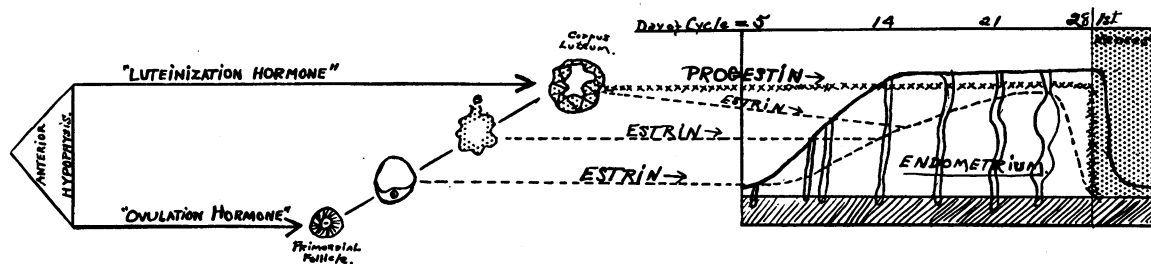 Day of Cycle = 5 14 21 28 1st
Corpus
Luteum.
"LUTEINIZATION HORMONE"
PROGESTIN →
ESTRIN →
ESTRIN →
ANTERIOR
HYPOPHYSIS.
ENDOMETRIUM
ESTRIN →
"OVULATION HORMONE"
PRIMORDIAL
Follicle.